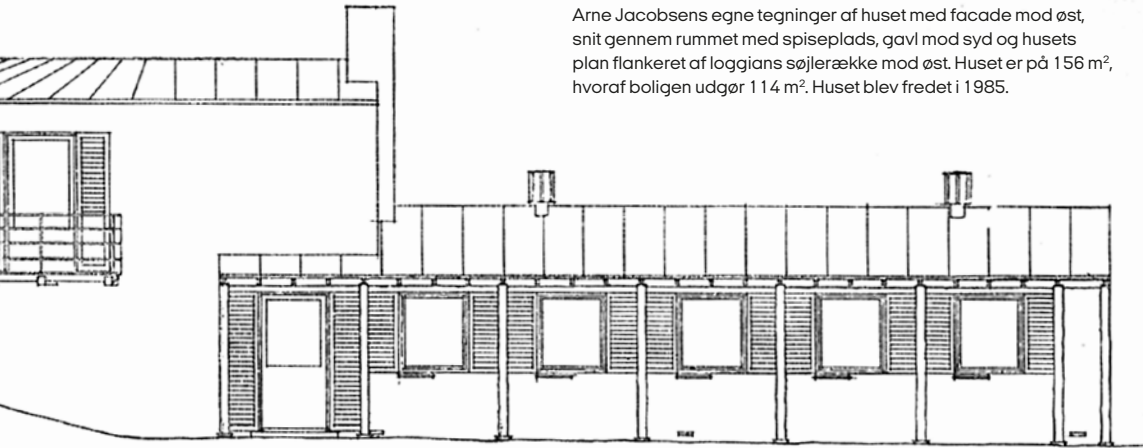 Arne Jacobsens egne tegninger af huset med facade mod øst,
snit gennem rummet med spiseplads, gavl mod syd og husets
plan flankeret af loggians søjlerække mod øst. Huset er på 156 m²,
hvoraf boligen udgør 114 m². Huset blev fredet i 1985.